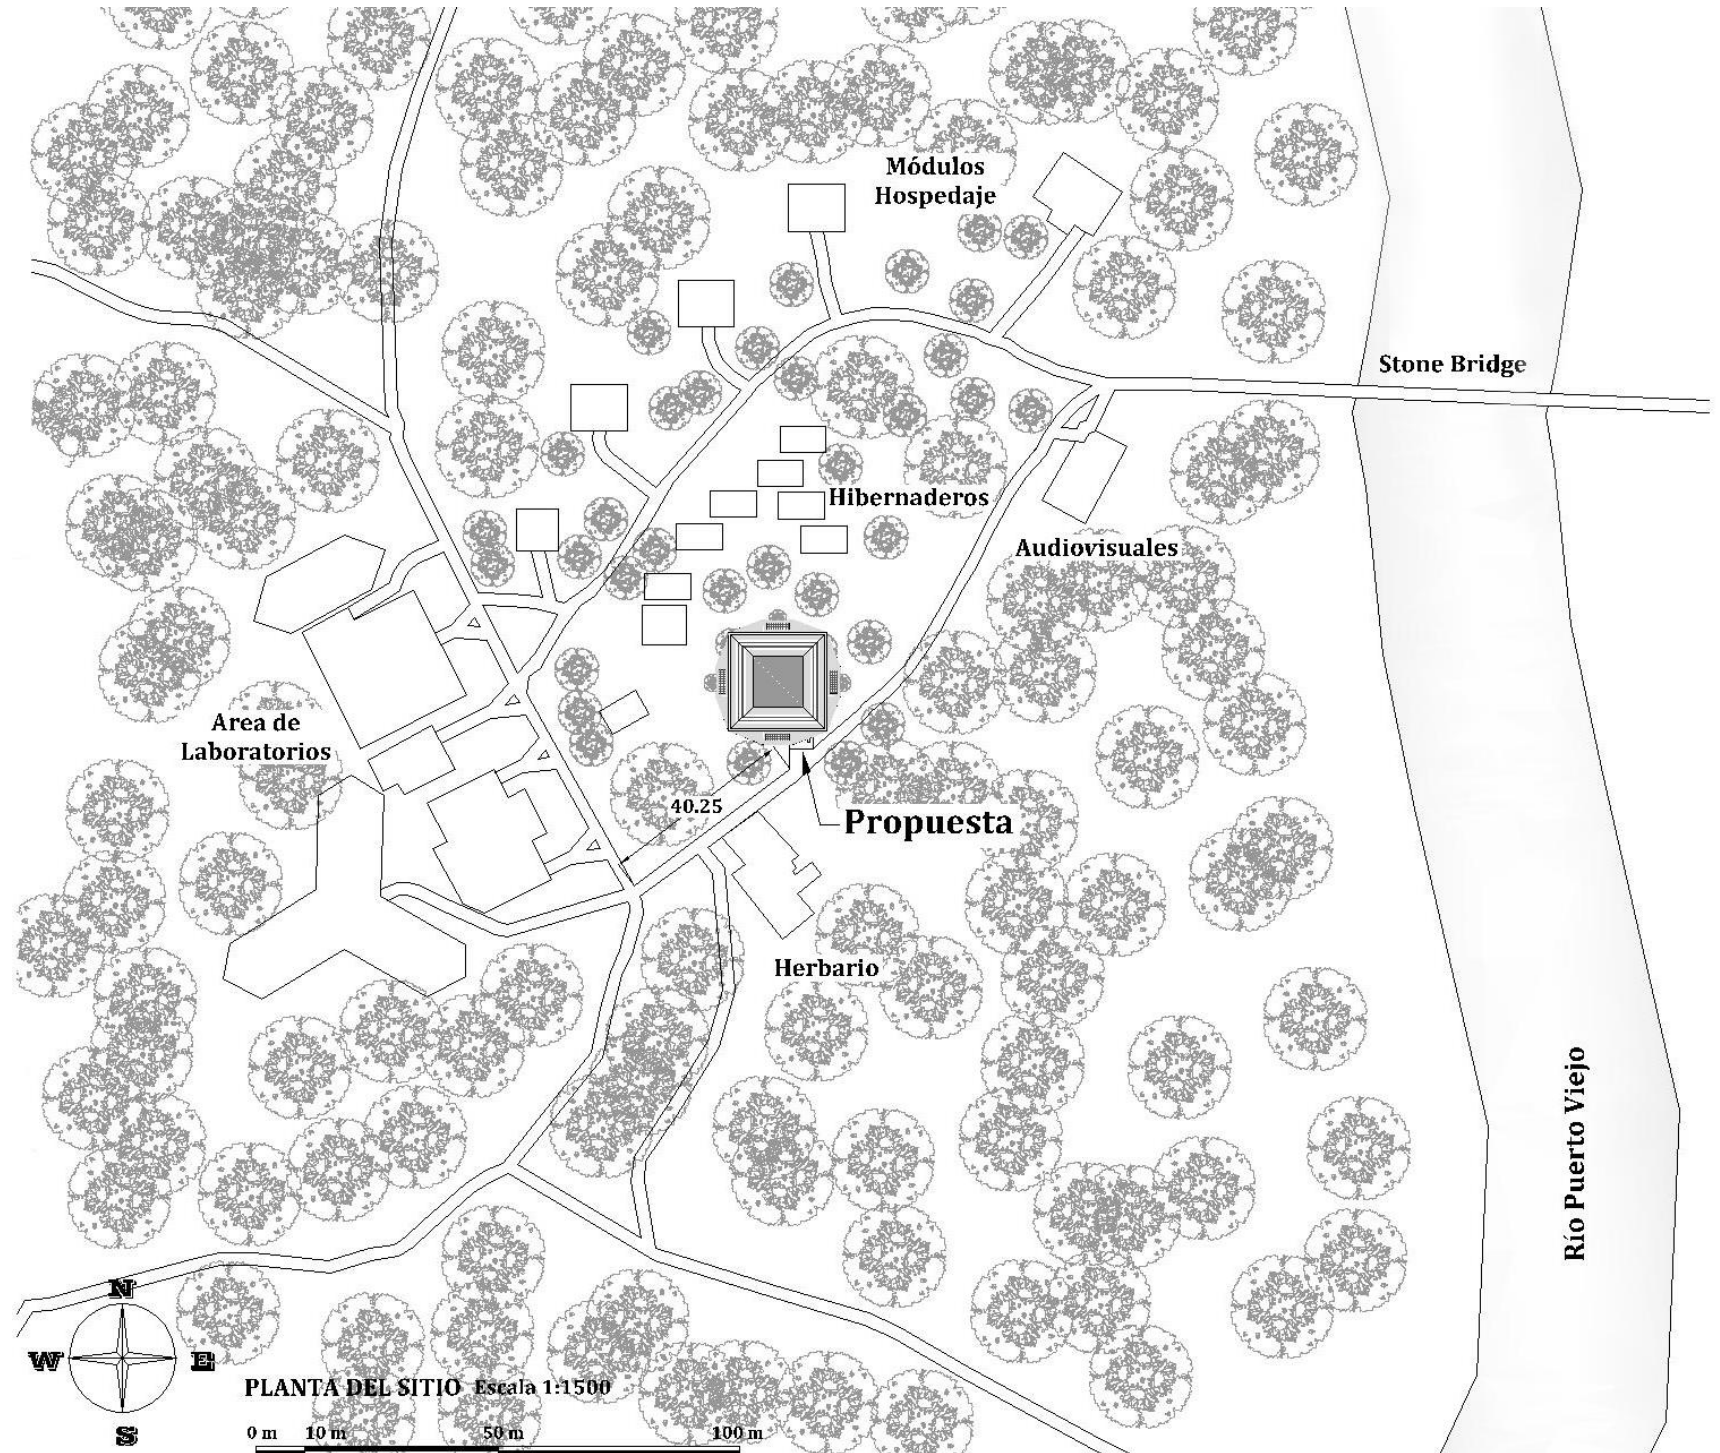 Módulos
Hospedaje
Stone Bridge
Hibernaderos
Audiovisuales
Area de
Laboratorios
40.25
Propuesta
Herbario
Río Puerto Viejo
N
W
E
S
PLANTA DEL SITIO Escala 1:1500
0 m 10 m 50 m 100 m